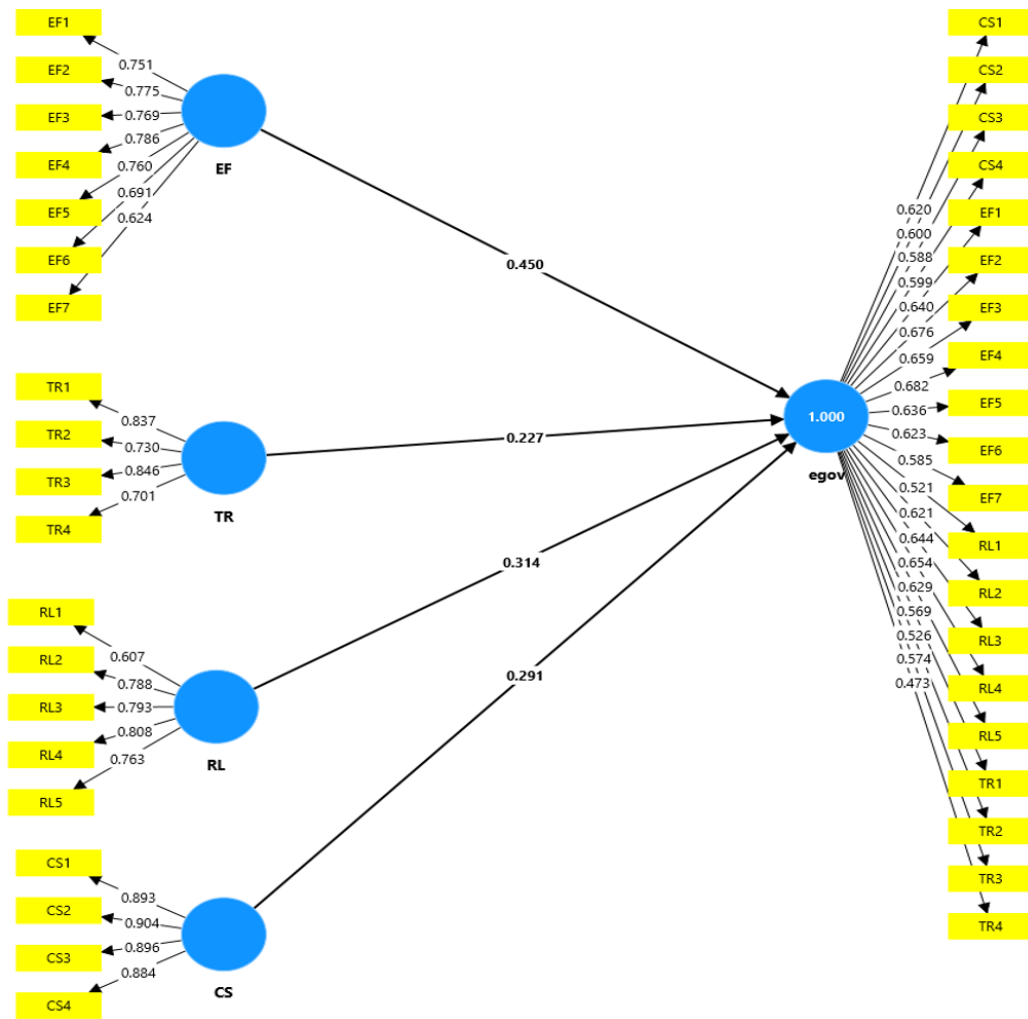 EF1
EF2
EF3
EF4
EF5
EF6
EF7
0.751
0.775
0.769
0.786
0.760
0.691
0.624
EF
0.450
TR1
TR2
TR3
TR4
0.837
0.730
0.846
0.701
TR
0.227
RL1
RL2
RL3
RL4
RL5
0.607
0.788
0.793
0.808
0.763
RL
0.314
CS1
CS2
CS3
CS4
0.893
0.904
0.896
0.884
CS
0.291
1.000
egov
0.620
0.600
0.588
0.599
0.640
0.676
0.659
0.682
0.636
0.623
0.585
0.521
0.621
0.644
0.654
0.629
0.569
0.526
0.574
0.473
CS1
CS2
CS3
CS4
EF1
EF2
EF3
EF4
EF5
EF6
EF7
RL1
RL2
RL3
RL4
RL5
TR1
TR2
TR3
TR4